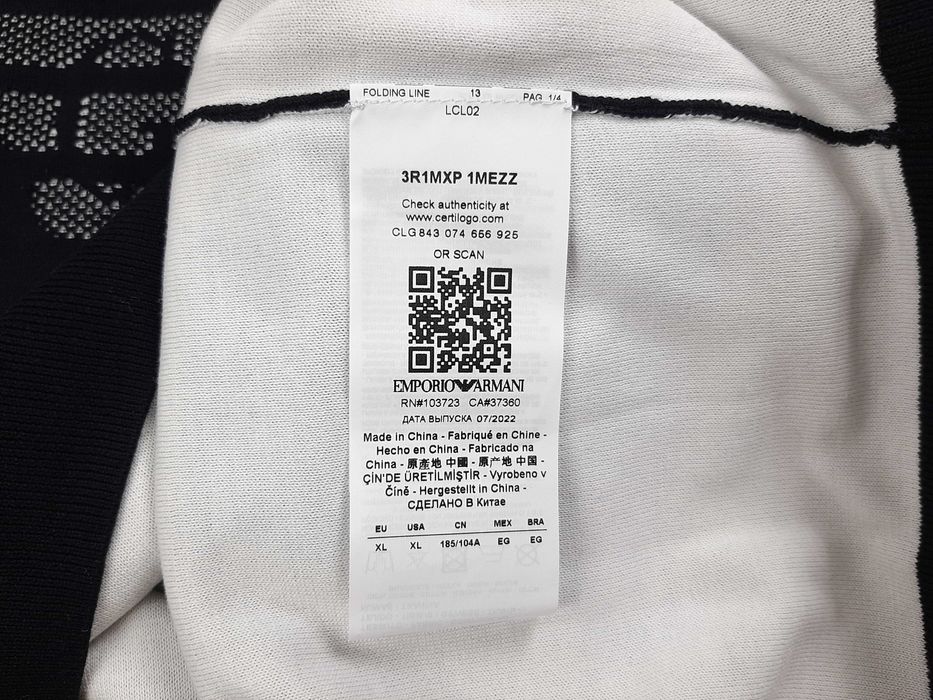 FOLDING LINE 13 PAG. 1/4
LCL02
3R1MXP 1MEZZ
Check authenticity at
www.certilogo.com
CLG 843 074 656 925
OR SCAN
EMPORIO ARMANI
RN#103723 CA#37360
ДАТА ВЫПУСКА 07/2022
Made in China - Fabriqué en Chine -
Hecho en China - Fabricado na
China - 原產地 中國 - 原产地 中国 -
ÇİN'DE ÜRETİLMİŞTİR - Vyrobeno v
Číně - Hergestellt in China -
СДЕЛАНО В Китае
EU USA CN MEX BRA
XL XL 185/104A EG EG